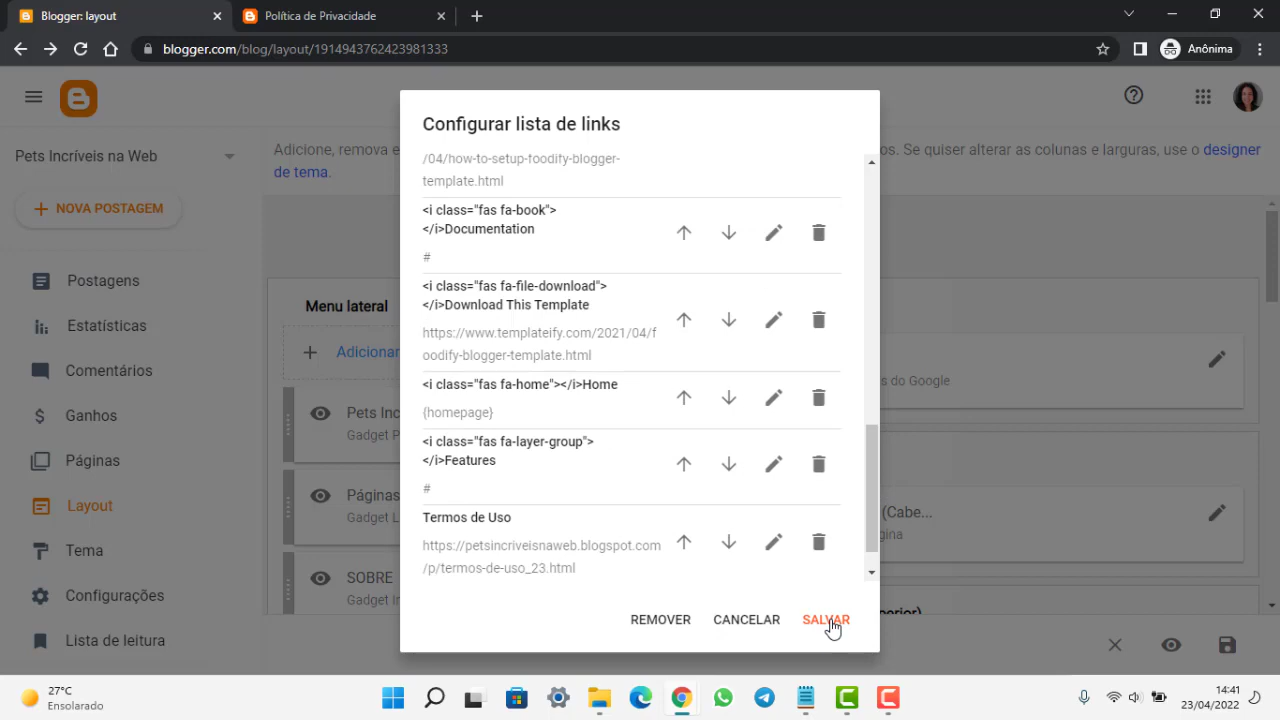 Blogger: layout
Política de Privacidade
blogger.com/blog/layout/1914943762423981333
Anônima
Configurar lista de links
Pets Incríveis na Web
Adicione, remova e
os. Se quiser alterar as colunas e larguras, use o designer
de tema.
NOVA POSTAGEM
/04/how-to-setup-foodify-blogger-
template.html
<i class="fas fa-book">
</i>Documentation
#
<i class="fas fa-file-download">
</i>Download This Template
https://www.templateify.com/2021/04/f
oodify-blogger-template.html
<i class="fas fa-home"></i>Home
{homepage}
<i class="fas fa-layer-group">
</i>Features
#
Termos de Uso
https://petsincriveisnaweb.blogspot.com
/p/termos-de-uso_23.html
REMOVER
CANCELAR
SALVAR
Postagens
Estatísticas
Comentários
Ganhos
Páginas
Layout
Tema
Configurações
Lista de leitura
Menu lateral
Adicionar
Pets Inc
Gadget P
Páginas
Gadget L
SOBRE
Gadget In
s do Google
(Cabe...
gina
perior)
27°C
Ensolarado
14:41
23/04/2022